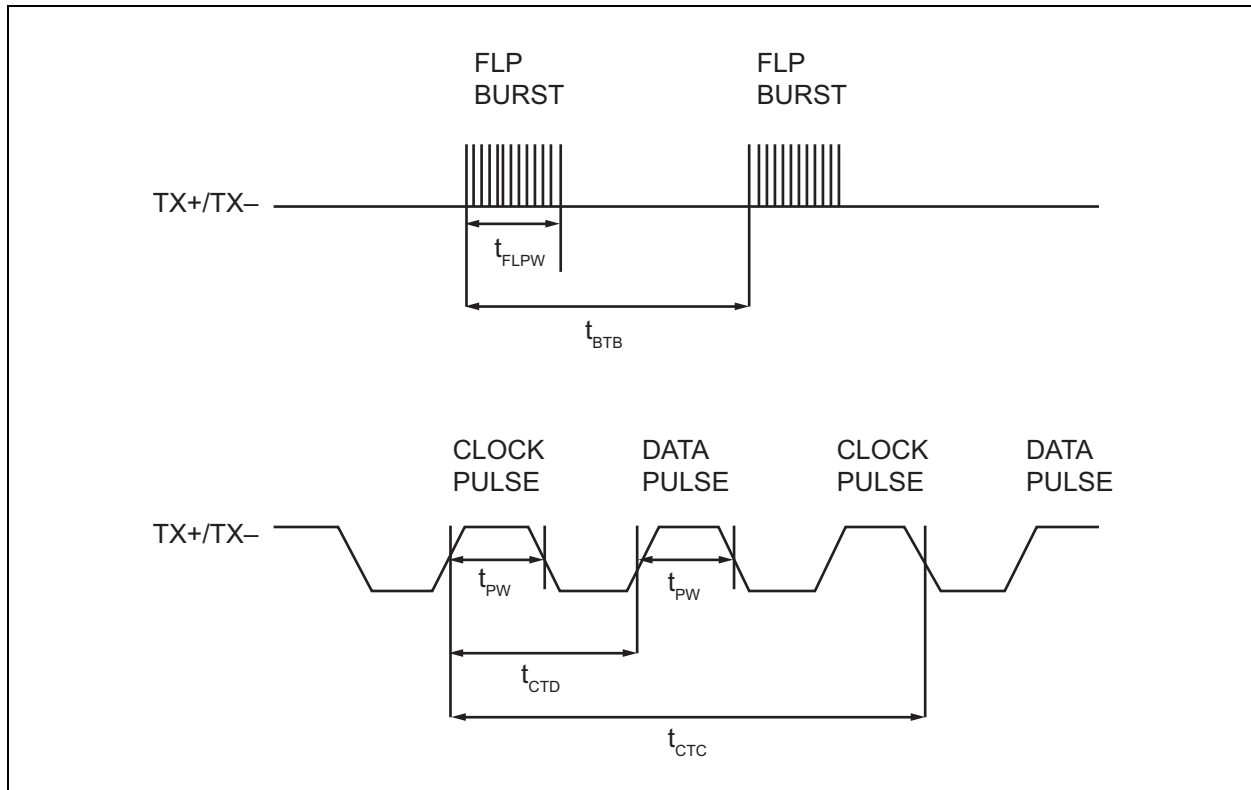 FLP
BURST
FLP
BURST
TX+/TX–
tFLPW
tBTB
CLOCK
PULSE
DATA
PULSE
CLOCK
PULSE
DATA
PULSE
TX+/TX–
tPW
tPW
tCTD
tCTC